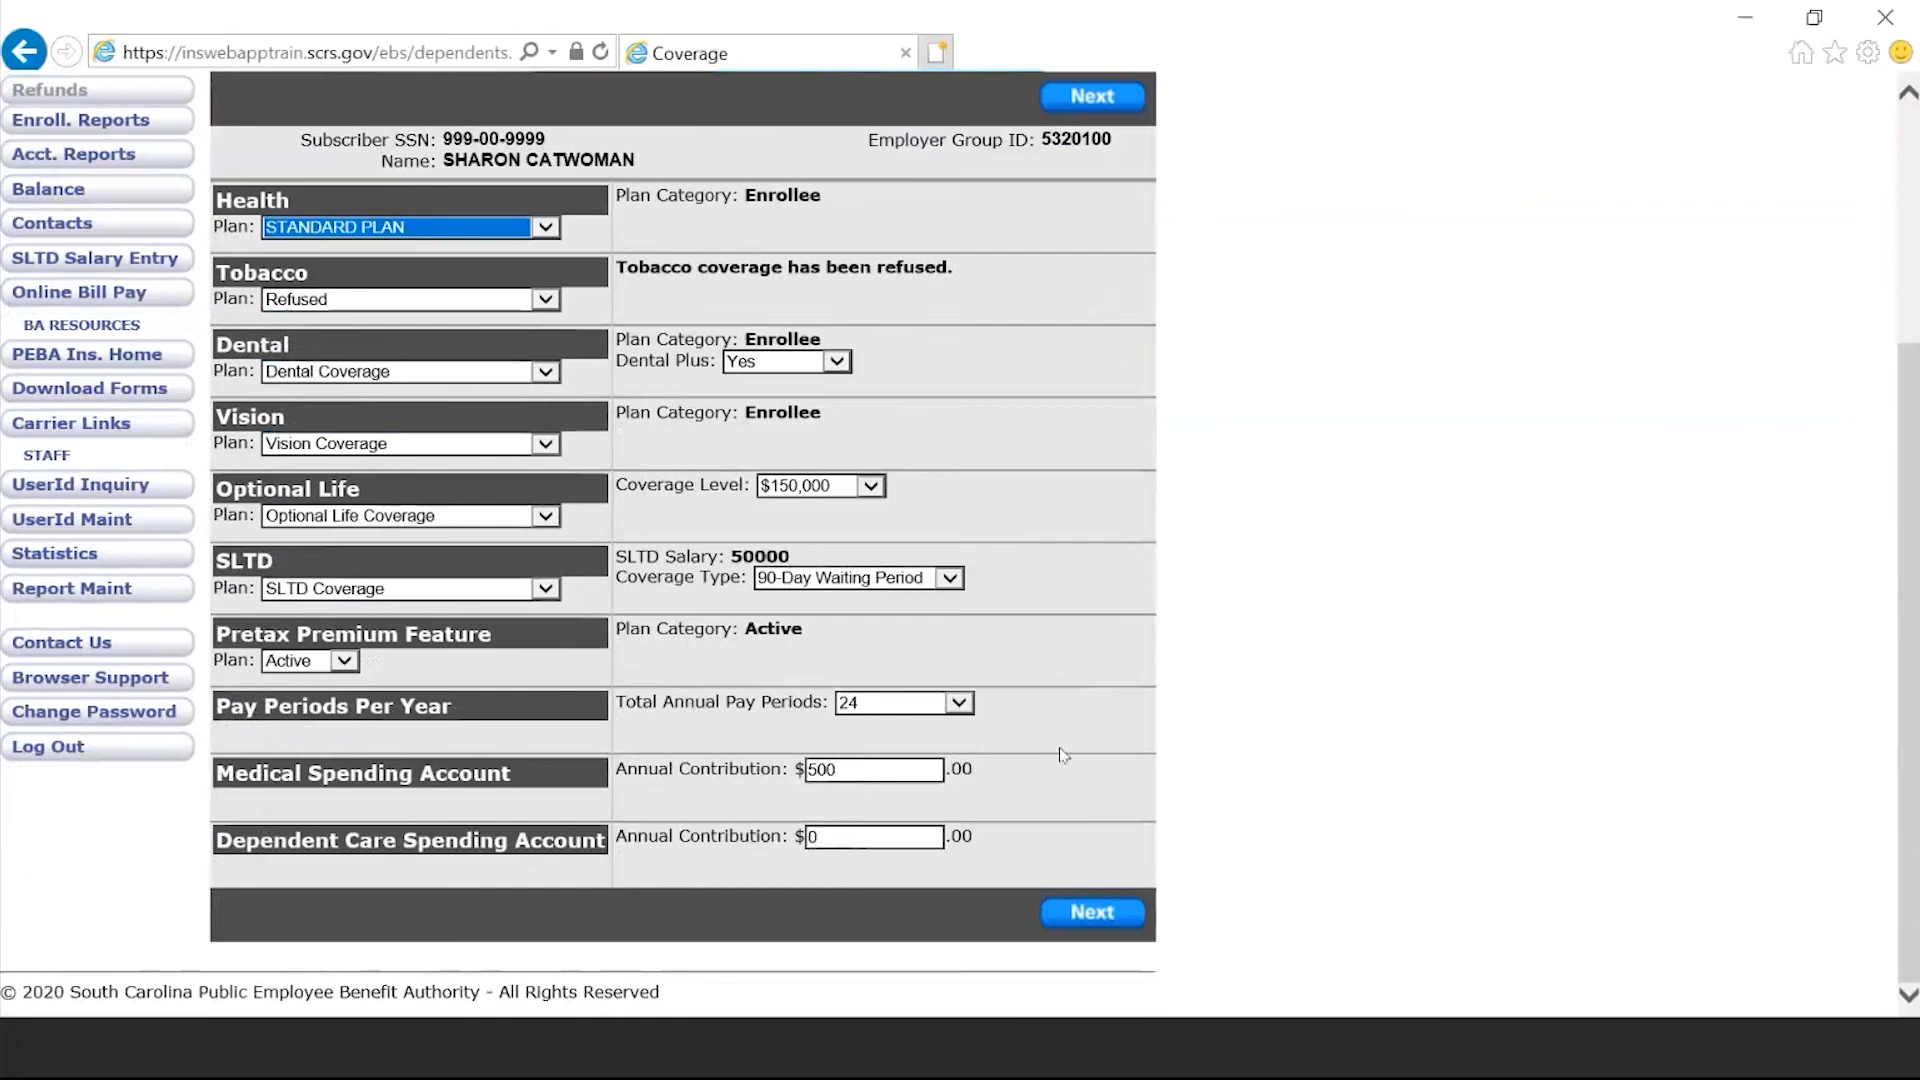 https://inswebapptrain.scrs.gov/ebs/dependents.
Coverage
Refunds
Enroll. Reports
Acct. Reports
Balance
Contacts
SLTD Salary Entry
Online Bill Pay
BA RESOURCES
PEBA Ins. Home
Download Forms
Carrier Links
STAFF
UserId Inquiry
UserId Maint
Statistics
Report Maint
Contact Us
Browser Support
Change Password
Log Out
Next
Subscriber SSN: 999-00-9999
Employer Group ID: 5320100
Name: SHARON CATWOMAN
Health
Plan: STANDARD PLAN
Plan Category: Enrollee
Tobacco
Plan: Refused
Tobacco coverage has been refused.
Dental
Plan: Dental Coverage
Plan Category: Enrollee
Dental Plus: Yes
Vision
Plan: Vision Coverage
Plan Category: Enrollee
Optional Life
Plan: Optional Life Coverage
Coverage Level: $150,000
SLTD
Plan: SLTD Coverage
SLTD Salary: 50000
Coverage Type: 90-Day Waiting Period
Pretax Premium Feature
Plan: Active
Plan Category: Active
Pay Periods Per Year
Total Annual Pay Periods: 24
Medical Spending Account
Annual Contribution: $500.00
Dependent Care Spending Account
Annual Contribution: $0.00
Next
© 2020 South Carolina Public Employee Benefit Authority - All Rights Reserved